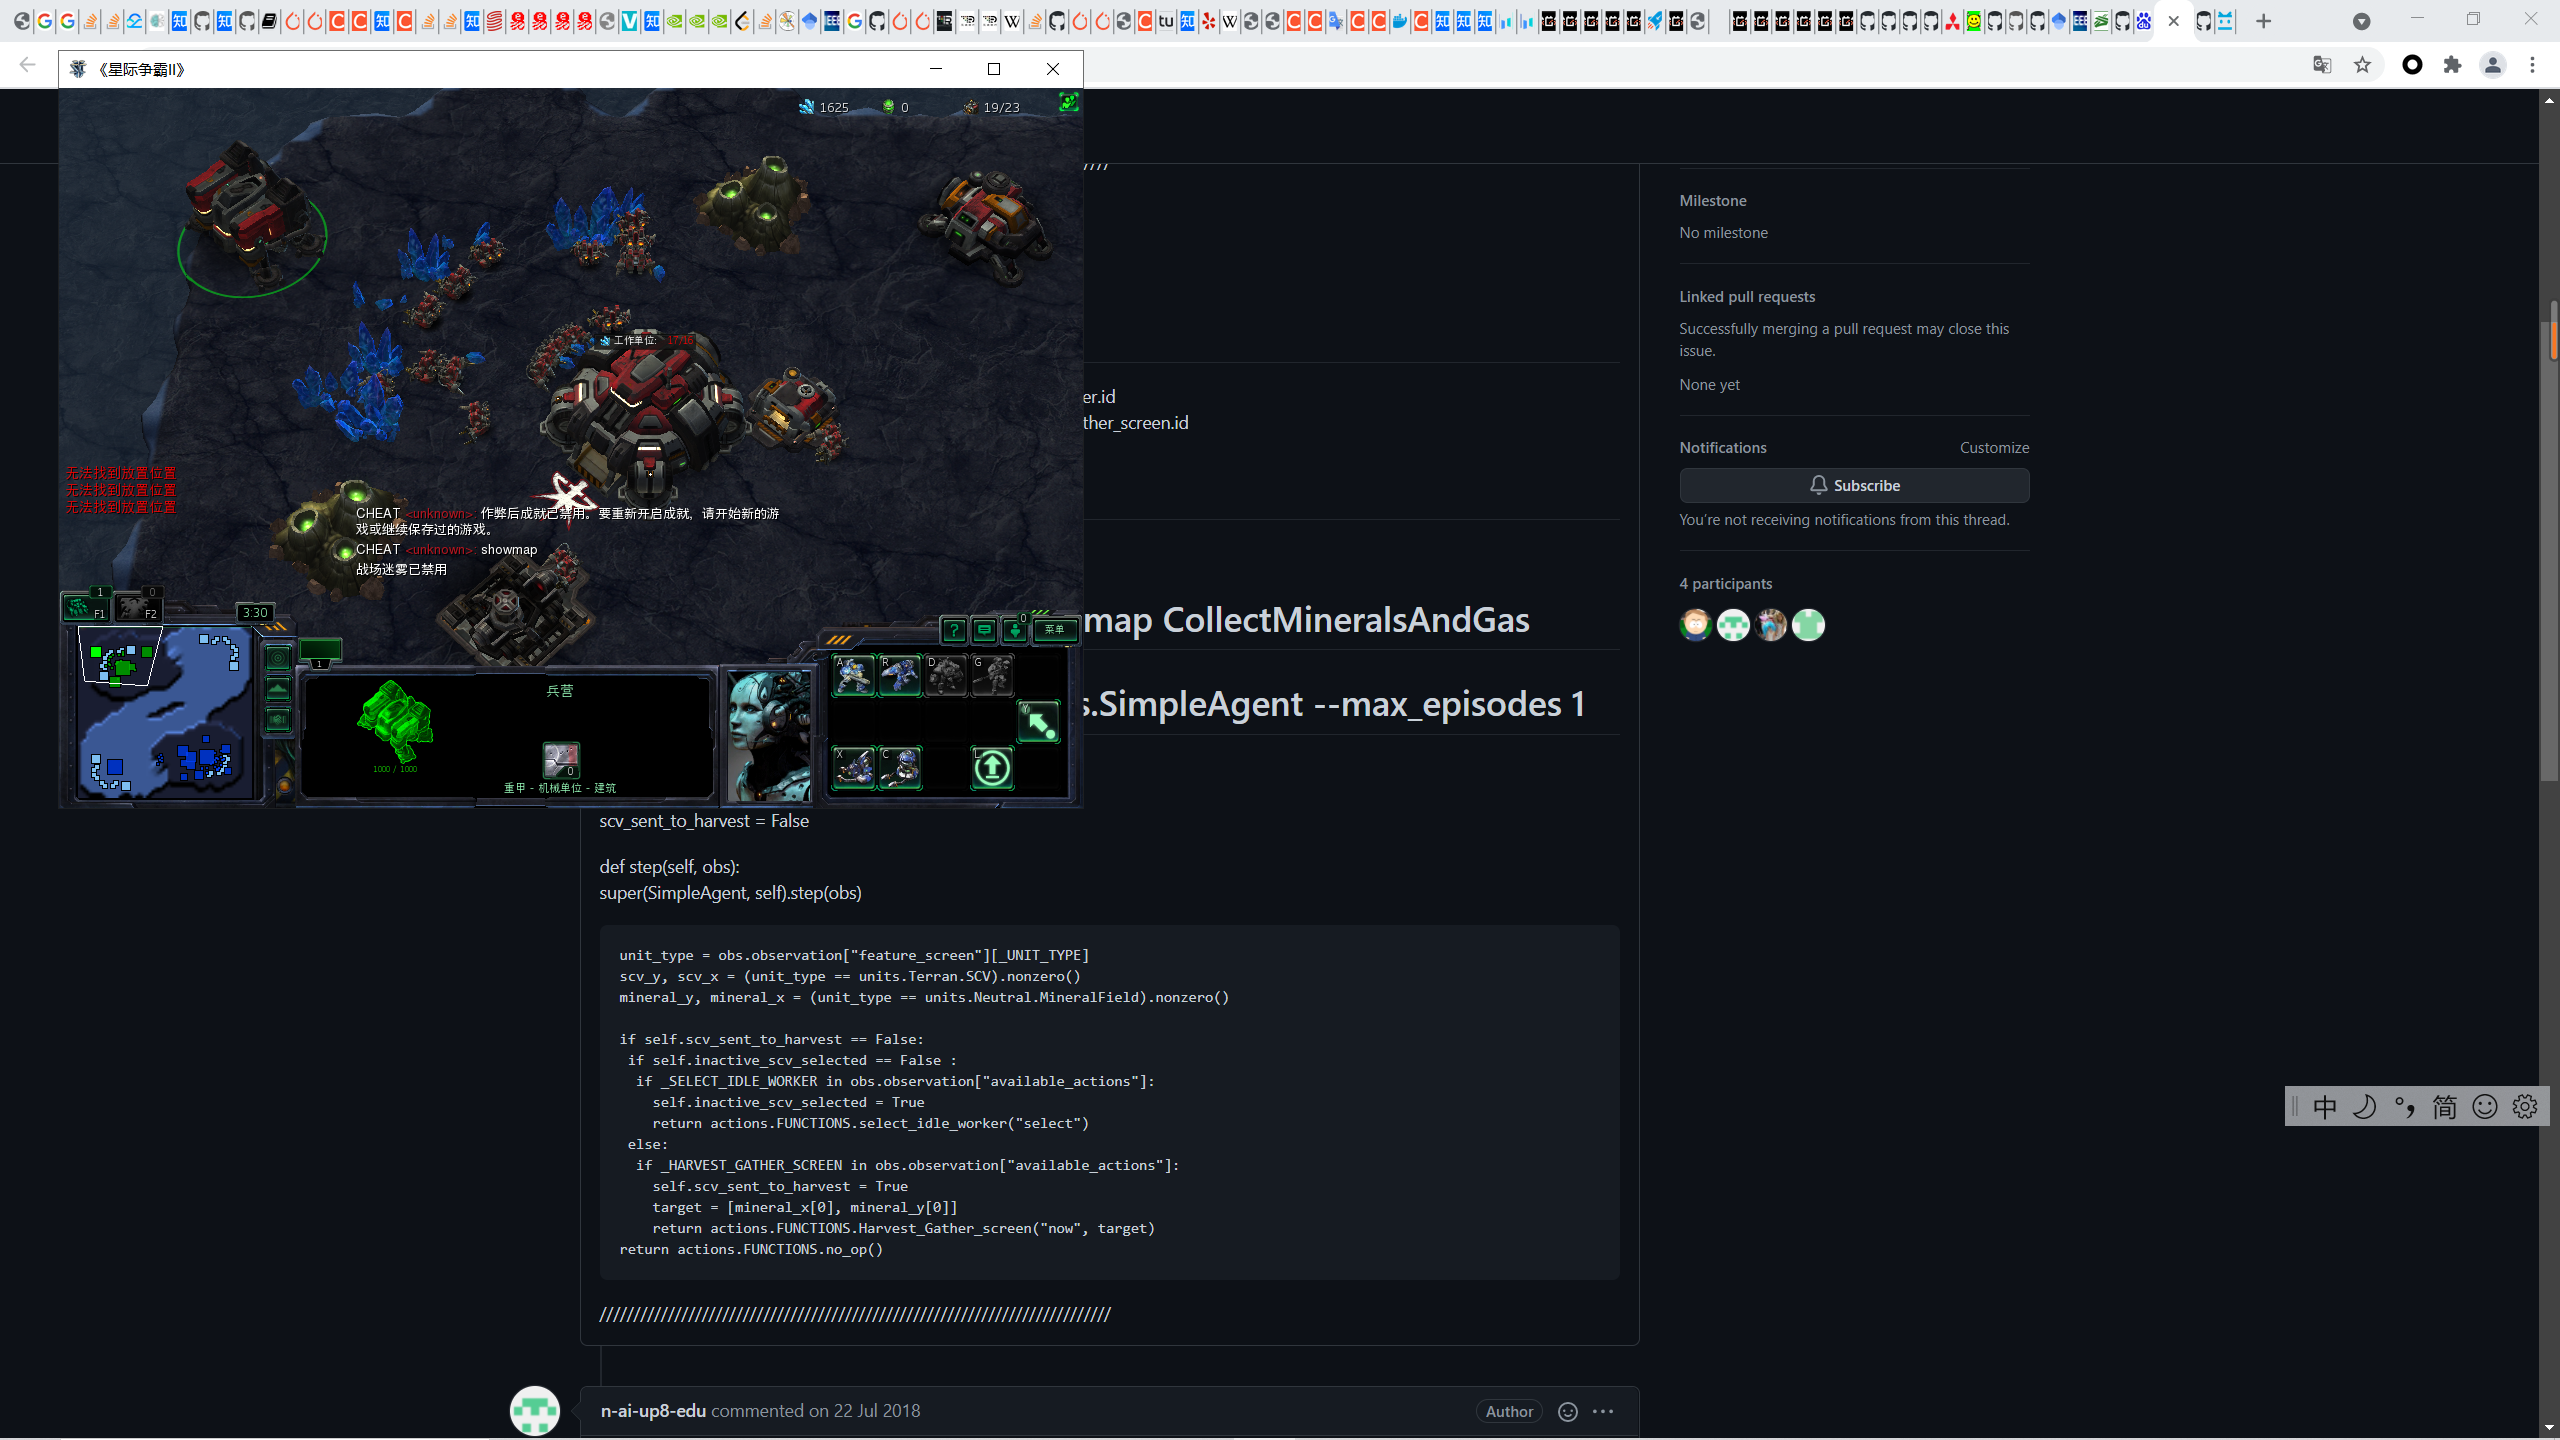 《星际争霸II》
1625
0
19/23
工作单位: 17/16
无法找到放置位置
无法找到放置位置
无法找到放置位置
CHEAT <unknown>: 作弊后成就已禁用。要重新开启成就，请开始新的游
戏或继续保存过的游戏。
CHEAT <unknown>: showmap
战场迷雾已禁用
1
0
F1
F2
3:30
0
?
菜单
1
兵营
1000 / 1000
0
重甲 - 机械单位 - 建筑
A
R
D
G
Y
X
C
L
////
er.id
ther_screen.id
map CollectMineralsAndGas
s.SimpleAgent --max_episodes 1
scv_sent_to_harvest = False
def step(self, obs):
super(SimpleAgent, self).step(obs)
unit_type = obs.observation["feature_screen"][_UNIT_TYPE]
scv_y, scv_x = (unit_type == units.Terran.SCV).nonzero()
mineral_y, mineral_x = (unit_type == units.Neutral.MineralField).nonzero()
if self.scv_sent_to_harvest == False:
if self.inactive_scv_selected == False :
if _SELECT_IDLE_WORKER in obs.observation["available_actions"]:
self.inactive_scv_selected = True
return actions.FUNCTIONS.select_idle_worker("select")
else:
if _HARVEST_GATHER_SCREEN in obs.observation["available_actions"]:
self.scv_sent_to_harvest = True
target = [mineral_x[0], mineral_y[0]]
return actions.FUNCTIONS.Harvest_Gather_screen("now", target)
return actions.FUNCTIONS.no_op()
n-ai-up8-edu commented on 22 Jul 2018
Author
Milestone
No milestone
Linked pull requests
Successfully merging a pull request may close this
issue.
None yet
Notifications
Customize
Subscribe
You're not receiving notifications from this thread.
4 participants
中
简